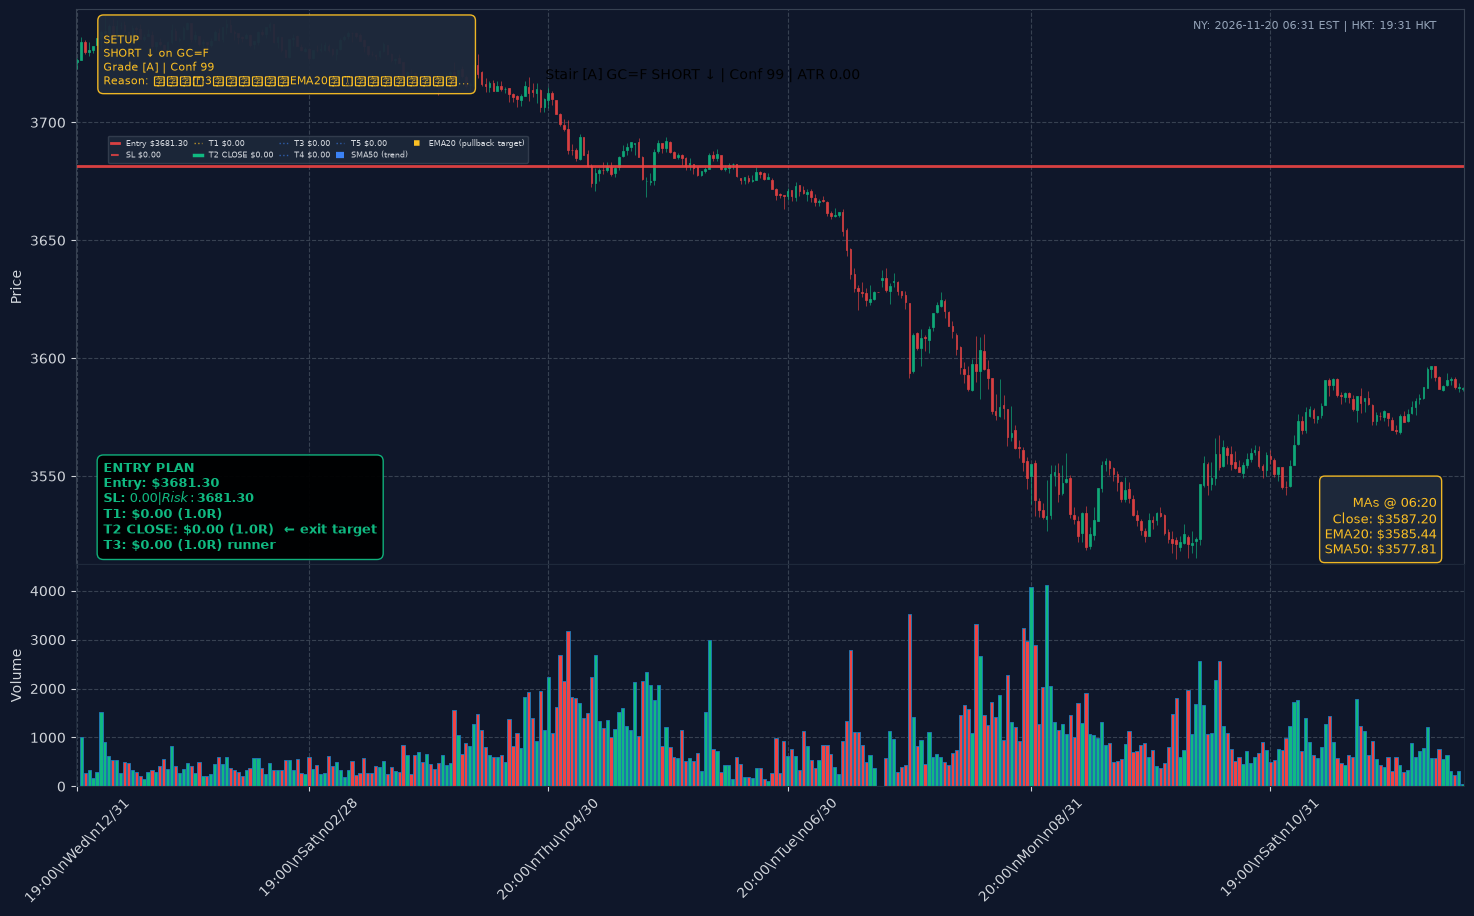 NY: 2026-11-20 06:31 EST | HKT: 19:31 HKT
SETUP
SHORT ↓ on GC=F
Grade [A] | Conf 99
Reason: 3 EMA20 ...
Stair [A] GC=F SHORT ↓ | Conf 99 | ATR 0.00
Entry $3681.30 T1 $0.00 T3 $0.00 T5 $0.00 EMA20 (pullback target)
SL $0.00 T2 CLOSE $0.00 T4 $0.00 SMA50 (trend)
Price
3700
3650
3600
3550
ENTRY PLAN
Entry: $3681.30
SL: 0.00|Risk:3681.30
T1: $0.00 (1.0R)
T2 CLOSE: $0.00 (1.0R) ← exit target
T3: $0.00 (1.0R) runner
MAs @ 06:20
Close: $3587.20
EMA20: $3585.44
SMA50: $3577.81
Volume
4000
3000
2000
1000
0
19:00\nWed\n12/31
19:00\nSat\n02/28
20:00\nThu\n04/30
20:00\nTue\n06/30
20:00\nMon\n08/31
19:00\nSat\n10/31